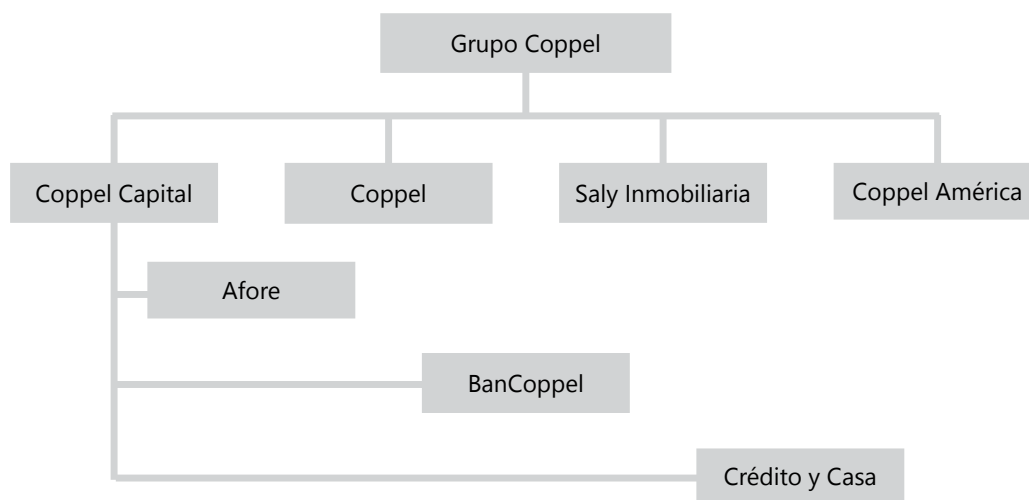 Grupo Coppel
Coppel Capital
Coppel
Saly Inmobiliaria
Coppel América
Afore
BanCoppel
Crédito y Casa